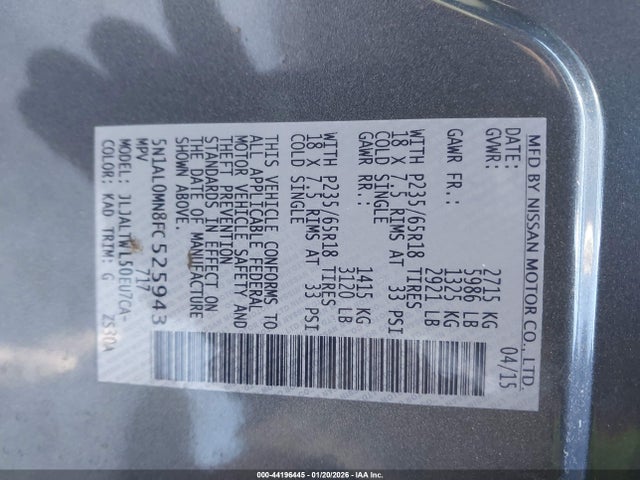 MFD BY NISSAN MOTOR CO., LTD.
DATE: 04/15
GVWR: 2715 KG
5986 LB
GAWR FR.: 1325 KG
2921 LB
WITH P235/65R18 TIRES
18 X 7.5 RIMS AT 33 PSI
COLD SINGLE
GAWR RR.: 1415 KG
3120 LB
WITH P235/65R18 TIRES
18 X 7.5 RIMS AT 33 PSI
COLD SINGLE
THIS VEHICLE CONFORMS TO
ALL APPLICABLE FEDERAL
MOTOR VEHICLE SAFETY AND
THEFT PREVENTION
STANDARDS IN EFFECT ON
THE DATE OF MANUFACTURE
SHOWN ABOVE.
5N1AL0MN8FC525943
MPV 717
MODEL: JLJALTWL50EU7CA-
COLOR: KAD TRIM: G ZS30A
000-44196445 - 01/20/2026 - IAA Inc.